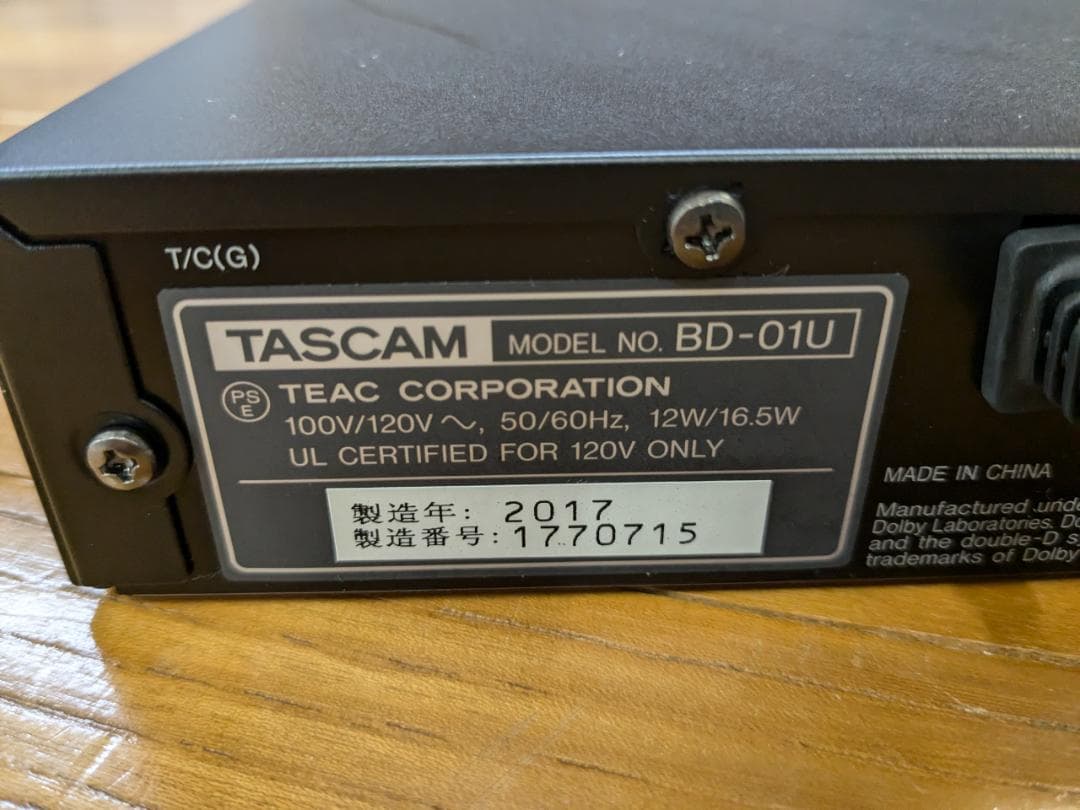 T/C(G)
TASCAM MODEL NO. BD-01U
PS
E
TEAC CORPORATION
100V/120V～, 50/60Hz, 12W/16.5W
UL CERTIFIED FOR 120V ONLY
製造年: 2017
製造番号: 1770715
MADE IN CHINA
Manufactured
Dolby Laboratories.
and the double-D
trademarks of Dolby